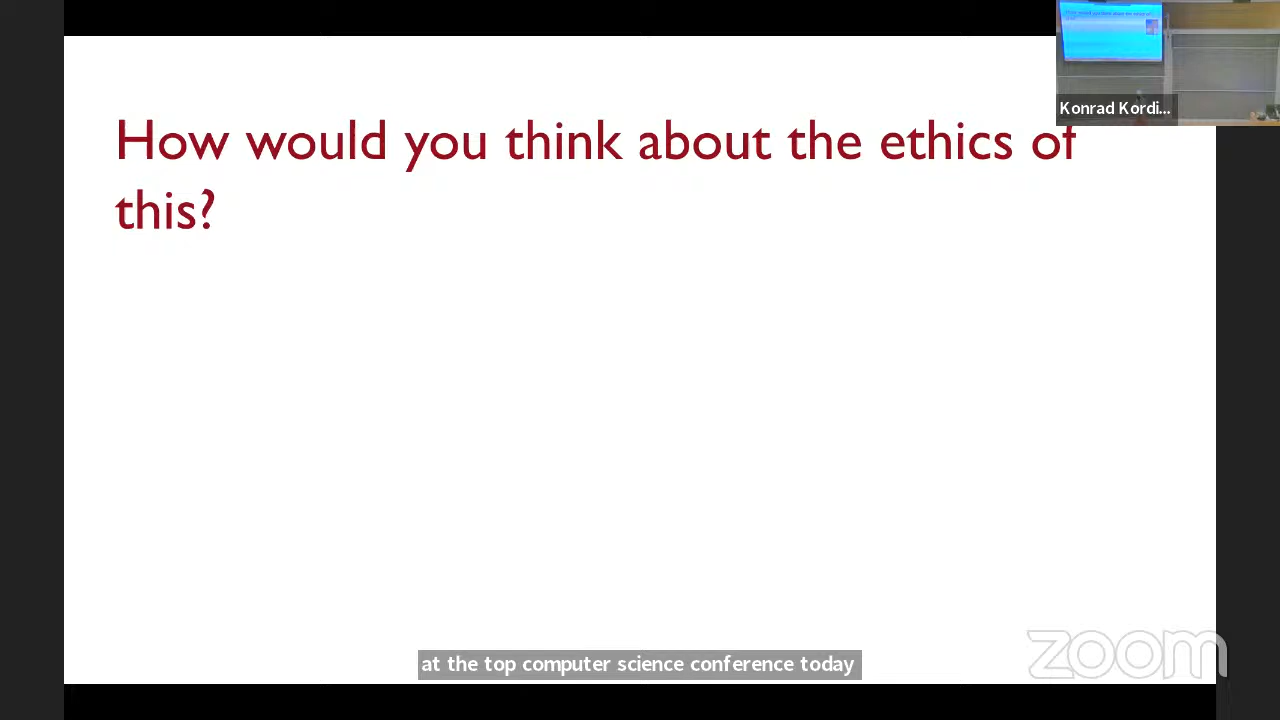 Konrad Kordi...
How would you think about the ethics of
this?
at the top computer science conference today
zoom